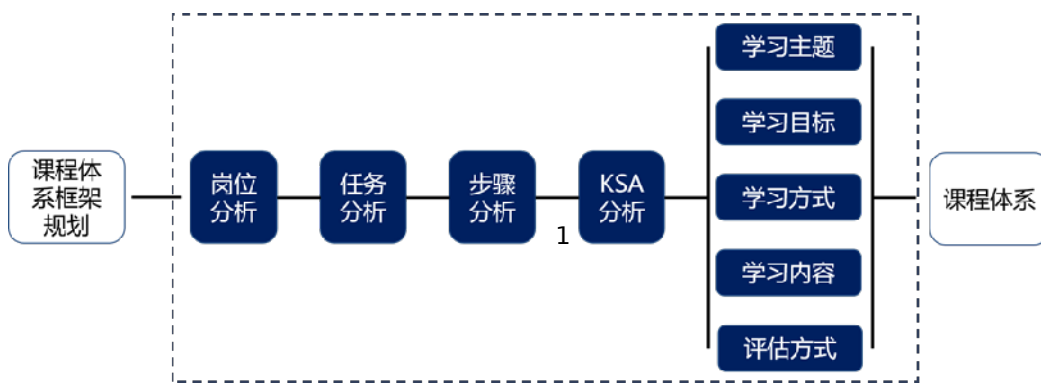 课程体
系框架
规划
岗位
分析
任务
分析
步骤
分析
1
KSA
分析
学习主题
学习目标
学习方式
学习内容
评估方式
课程体系